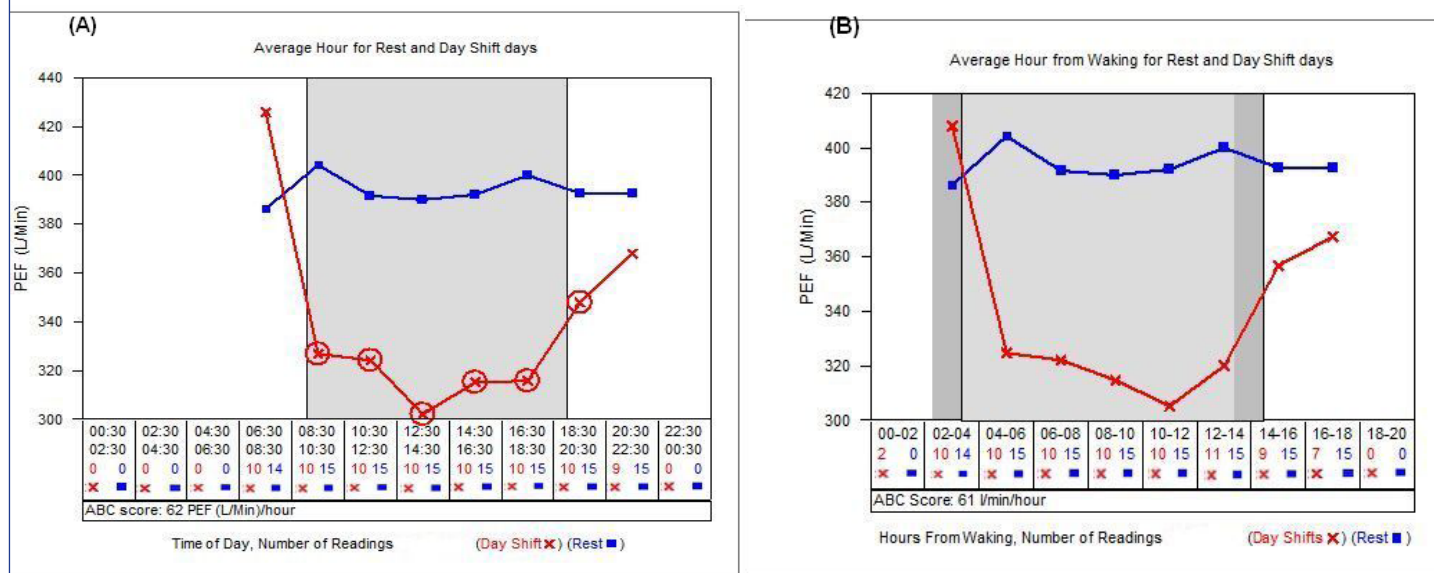 (A)
Average Hour for Rest and Day Shift days
440
420
400
380
360
340
320
300
PEF (L/Min)
00:30 02:30 04:30 06:30 08:30 10:30 12:30 14:30 16:30 18:30 20:30 22:30
02:30 04:30 06:30 08:30 10:30 12:30 14:30 16:30 18:30 20:30 22:30 00:30
0 0 0 0 0 0 10 14 10 15 10 15 10 15 10 15 10 15 10 15 9 15 0 0
ABC score: 62 PEF (L/Min)/hour
Time of Day, Number of Readings (Day Shift ) (Rest )
(B)
Average Hour from Waking for Rest and Day Shift days
420
400
380
360
340
320
300
PEF (L/Min)
00-02 02-04 04-06 06-08 08-10 10-12 12-14 14-16 16-18 18-20
2 0 10 14 10 15 10 15 10 15 10 15 11 15 9 15 7 15 0 0
ABC Score: 61 l/min/hour
Hours From Waking, Number of Readings (Day Shifts ) (Rest )